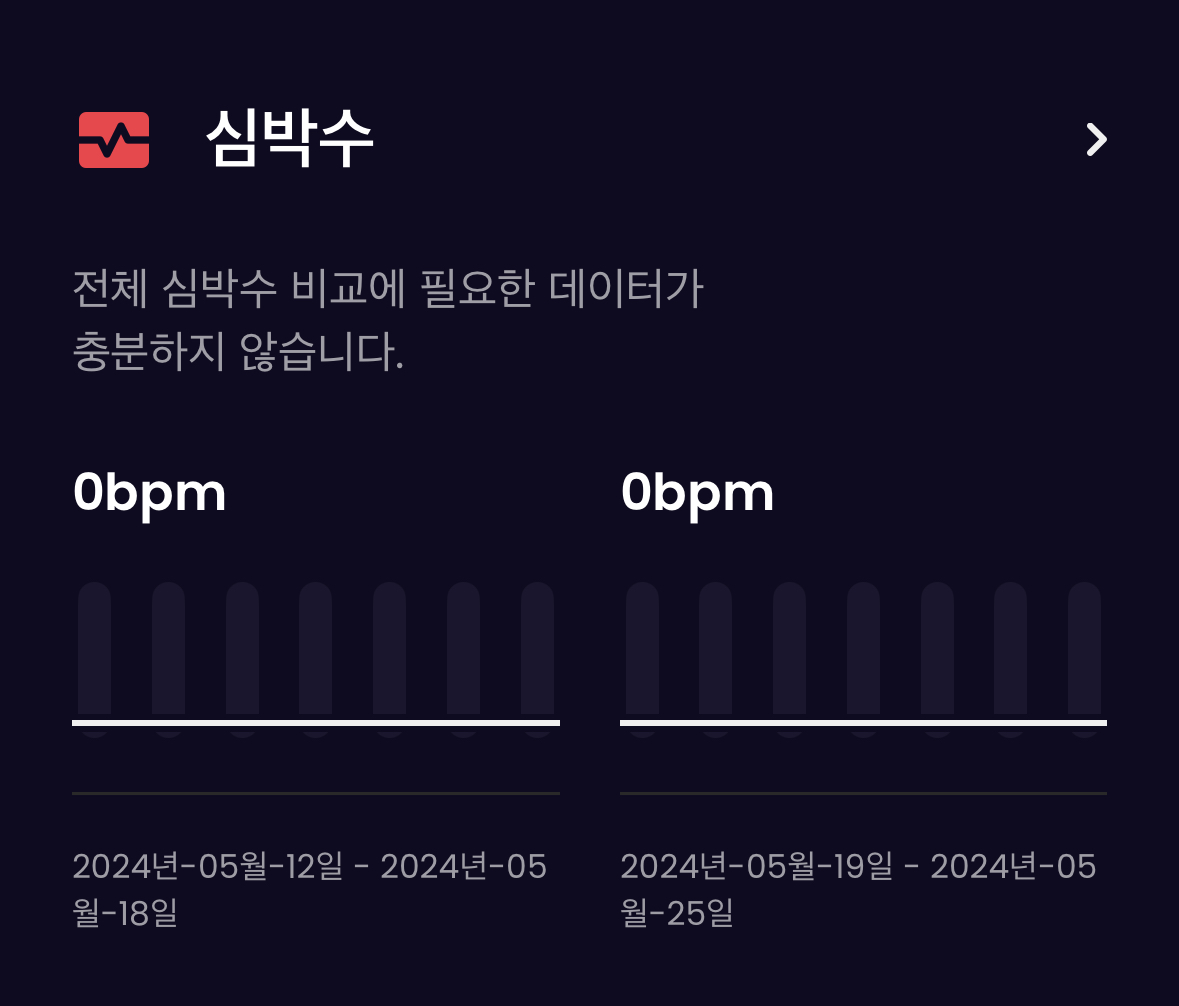 심박수
전체 심박수 비교에 필요한 데이터가
충분하지 않습니다.
0bpm
0bpm
2024년-05월-12일 - 2024년-05
월-18일
2024년-05월-19일 - 2024년-05
월-25일